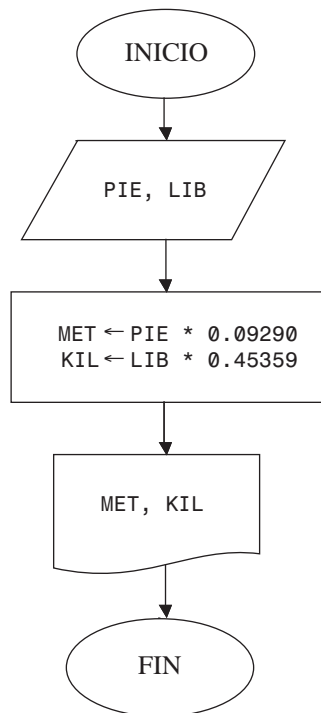 INICIO
PIE, LIB
MET ← PIE * 0.09290
KIL ← LIB * 0.45359
MET, KIL
FIN